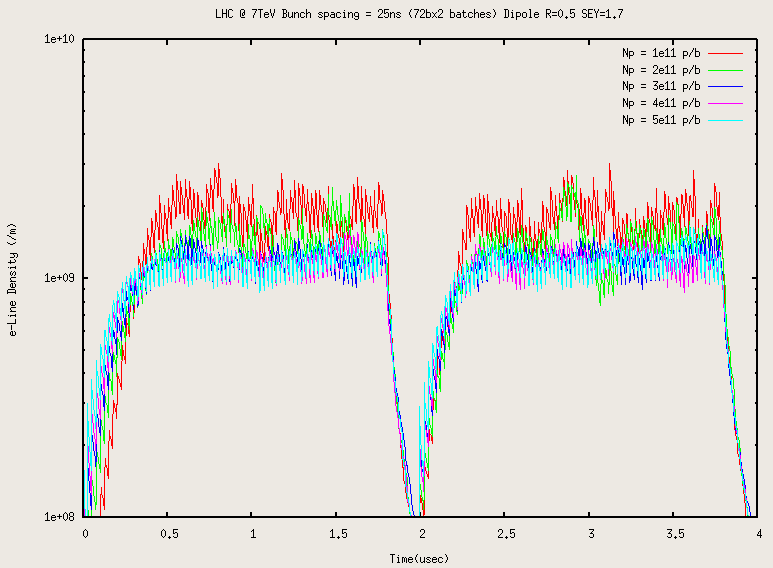 LHC @ 7TeV Bunch spacing = 25ns (72bx2 batches) Dipole R=0.5 SEY=1.7
1e+10
Np = 1e11 p/b
Np = 2e11 p/b
Np = 3e11 p/b
Np = 4e11 p/b
Np = 5e11 p/b
e-Line Density (/m)
1e+09
1e+08
0 0.5 1 1.5 2 2.5 3 3.5 4
Time(usec)